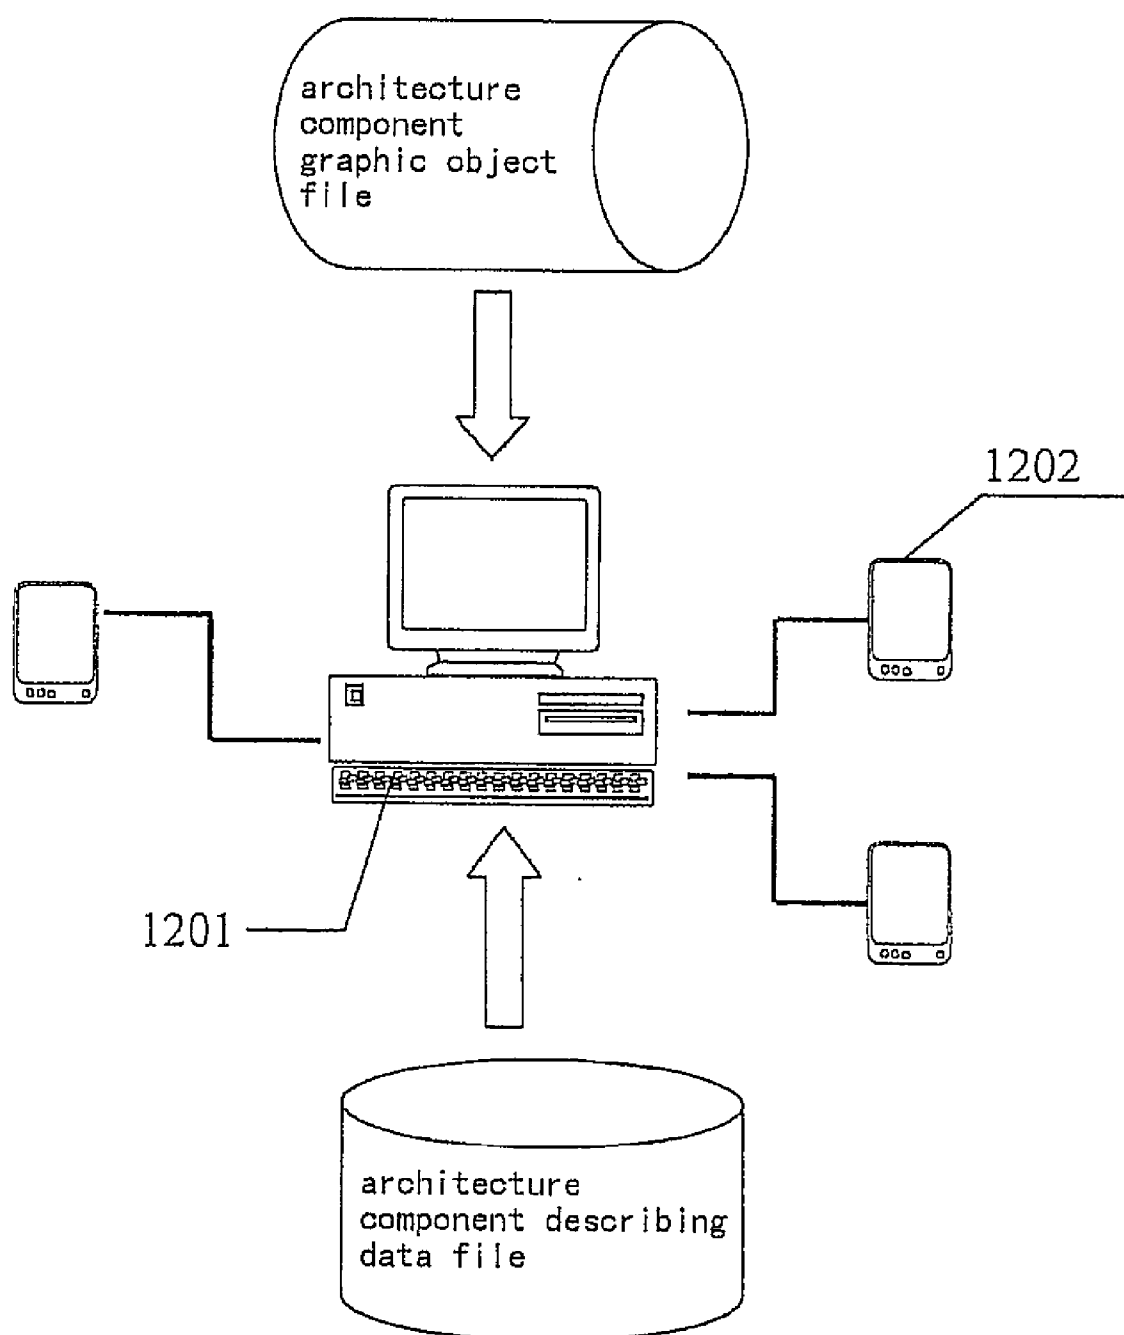 architecture
component
graphic object
file
1202
1201
architecture
component describing
data file